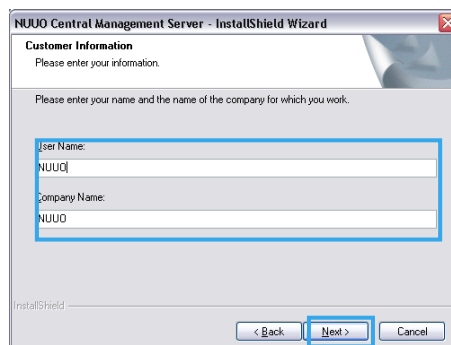 NUUO Central Management Server - InstallShield Wizard
Customer Information
Please enter your information.
Please enter your name and the name of the company for which you work.
User Name:
NUUO
Company Name:
NUUO
InstallShield
< Back Next > Cancel